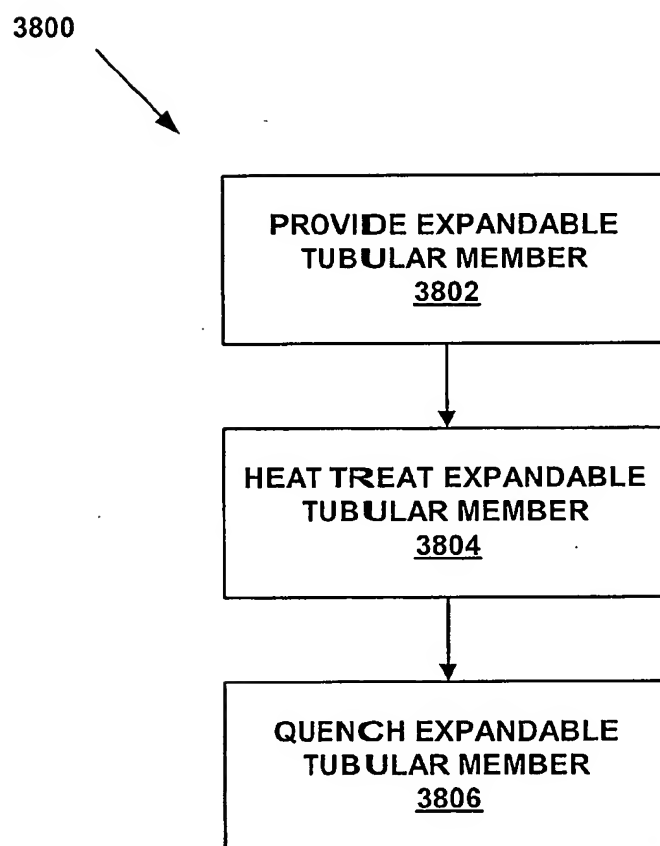 3800
PROVIDE EXPANDABLE
TUBULAR MEMBER
3802
HEAT TREAT EXPANDABLE
TUBULAR MEMBER
3804
QUENCH EXPANDABLE
TUBULAR MEMBER
3806